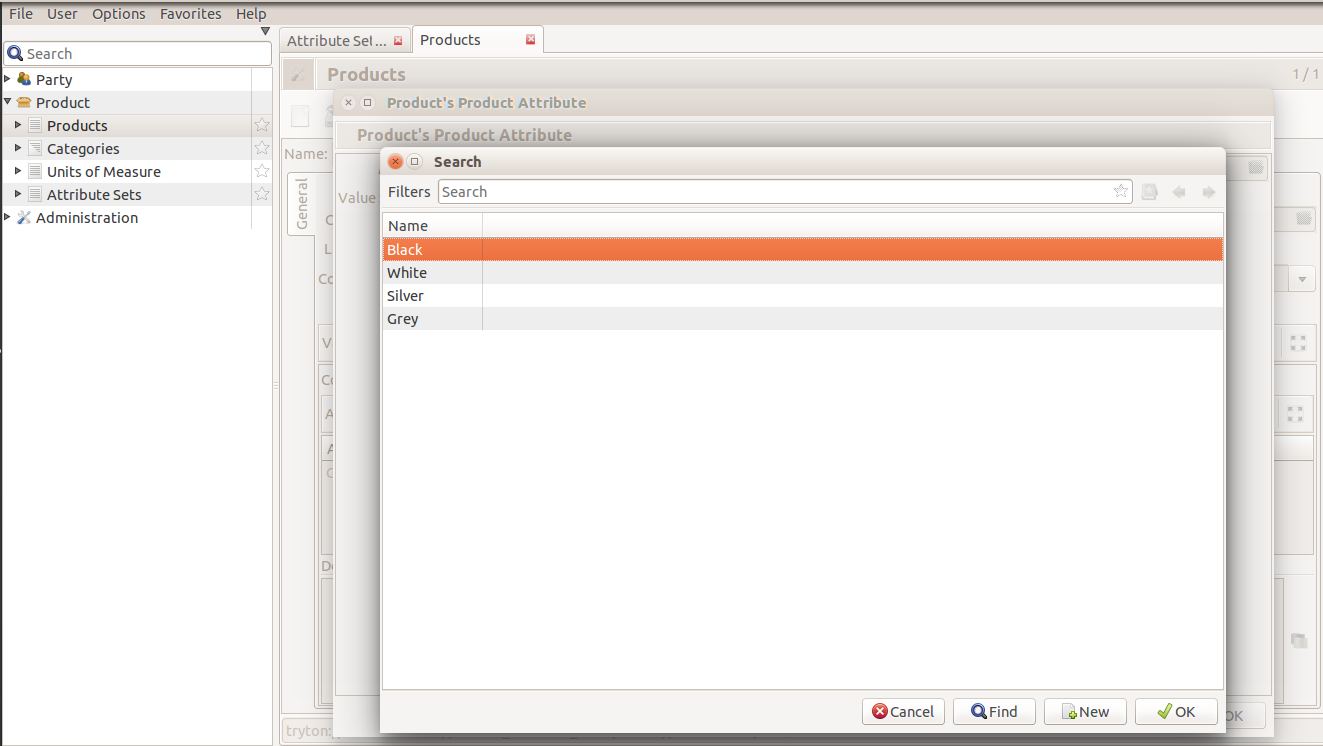 File User Options Favorites Help
Attribute Set... Products
Search
Party
Product
Products
Categories
Units of Measure
Attribute Sets
Administration
Products 1 / 1
Product's Product Attribute
Product's Product Attribute
Name:
General
Value
Search
Filters Search
Name
Black
White
Silver
Grey
Cancel Find New OK
OK
tryton: